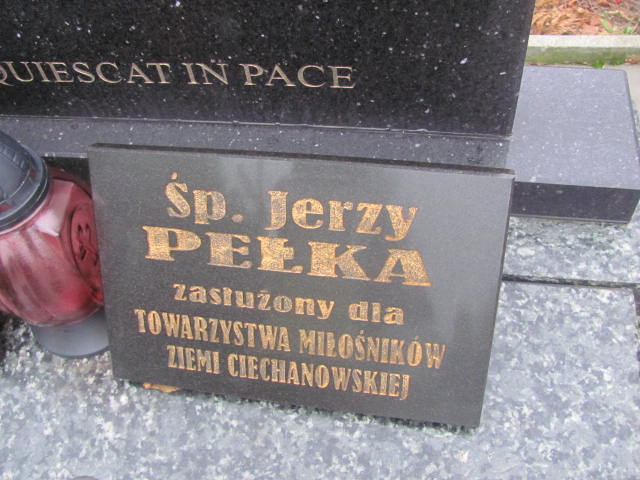 QUIESCAT IN PACE
Śp. Jerzy
PEŁKA
zasłużony dla
TOWARZYSTWA MIŁOŚNIKÓW
ZIEMI CIECHANOWSKIEJ